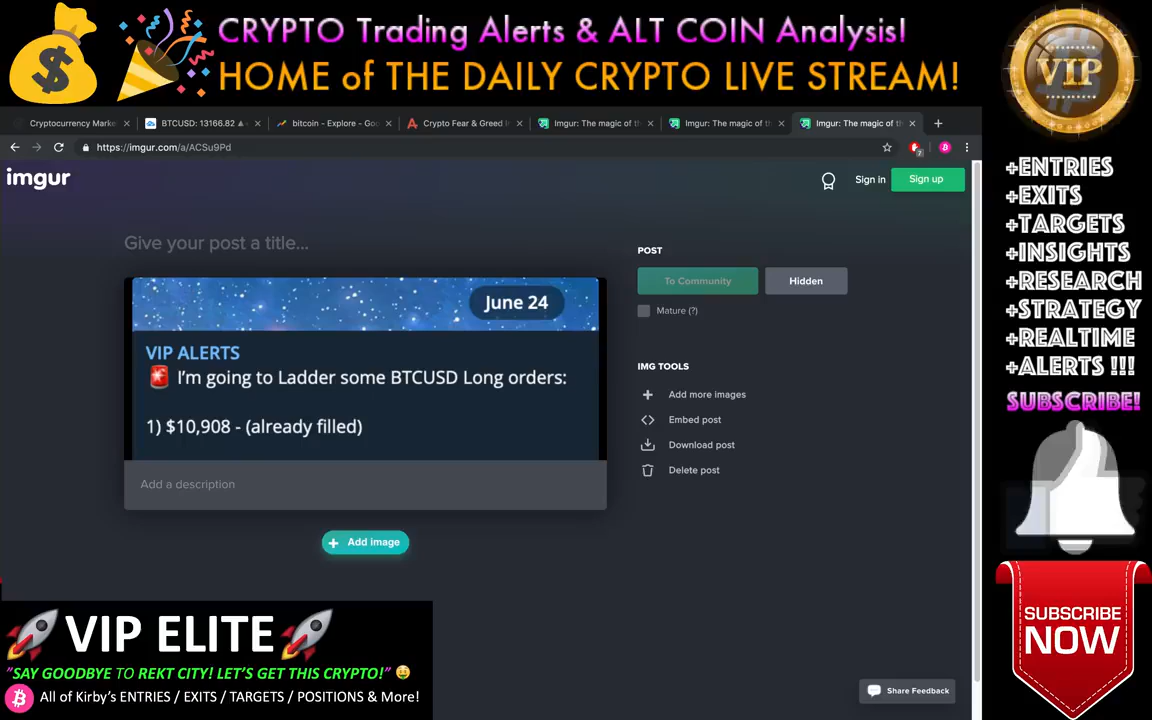 CRYPTO Trading Alerts & ALT COIN Analysis!
HOME of THE DAILY CRYPTO LIVE STREAM!
VIP
Cryptocurrency Marke
BTCUSD: 13166.82
bitcoin - Explore - Goo
Crypto Fear & Greed In
Imgur: The magic of th
Imgur: The magic of th
Imgur: The magic of th
https://imgur.com/a/ACSu9Pd
imgur
Sign in
Sign up
Give your post a title...
June 24
VIP ALERTS
🚨 I'm going to Ladder some BTCUSD Long orders:
1) $10,908 - (already filled)
Add a description
+ Add image
POST
To Community
Hidden
Mature (?)
IMG TOOLS
Add more images
Embed post
Download post
Delete post
+ENTRIES
+EXITS
+TARGETS
+INSIGHTS
+RESEARCH
+STRATEGY
+REALTIME
+ALERTS !!!
SUBSCRIBE!
SUBSCRIBE
NOW
🚀VIP ELITE🚀
"SAY GOODBYE TO REKT CITY! LET'S GET THIS CRYPTO!" 🤑
All of Kirby's ENTRIES / EXITS / TARGETS / POSITIONS & More!
Share Feedback